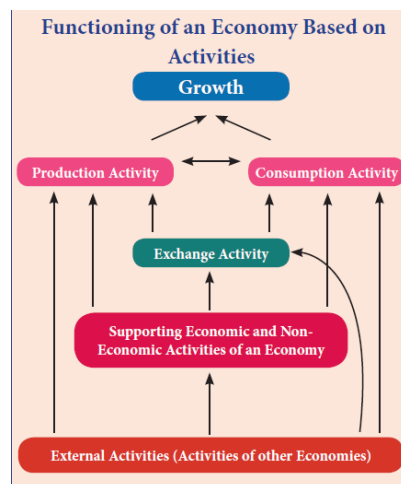 Functioning of an Economy Based on
Activities
Growth
Production Activity
Consumption Activity
Exchange Activity
Supporting Economic and Non-
Economic Activities of an Economy
External Activities (Activities of other Economies)